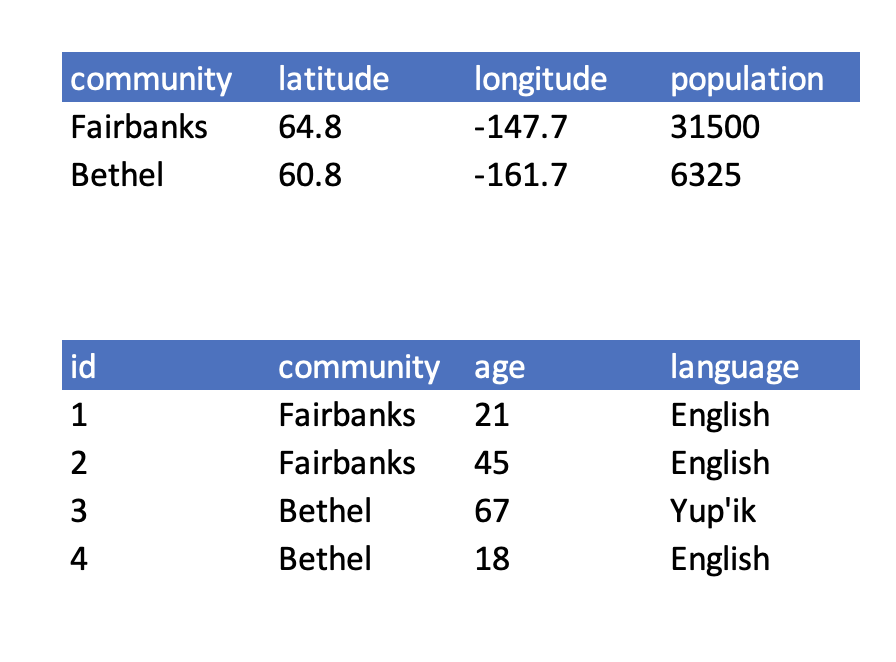 community latitude longitude population
Fairbanks 64.8 -147.7 31500
Bethel 60.8 -161.7 6325
id community age language
1 Fairbanks 21 English
2 Fairbanks 45 English
3 Bethel 67 Yup'ik
4 Bethel 18 English